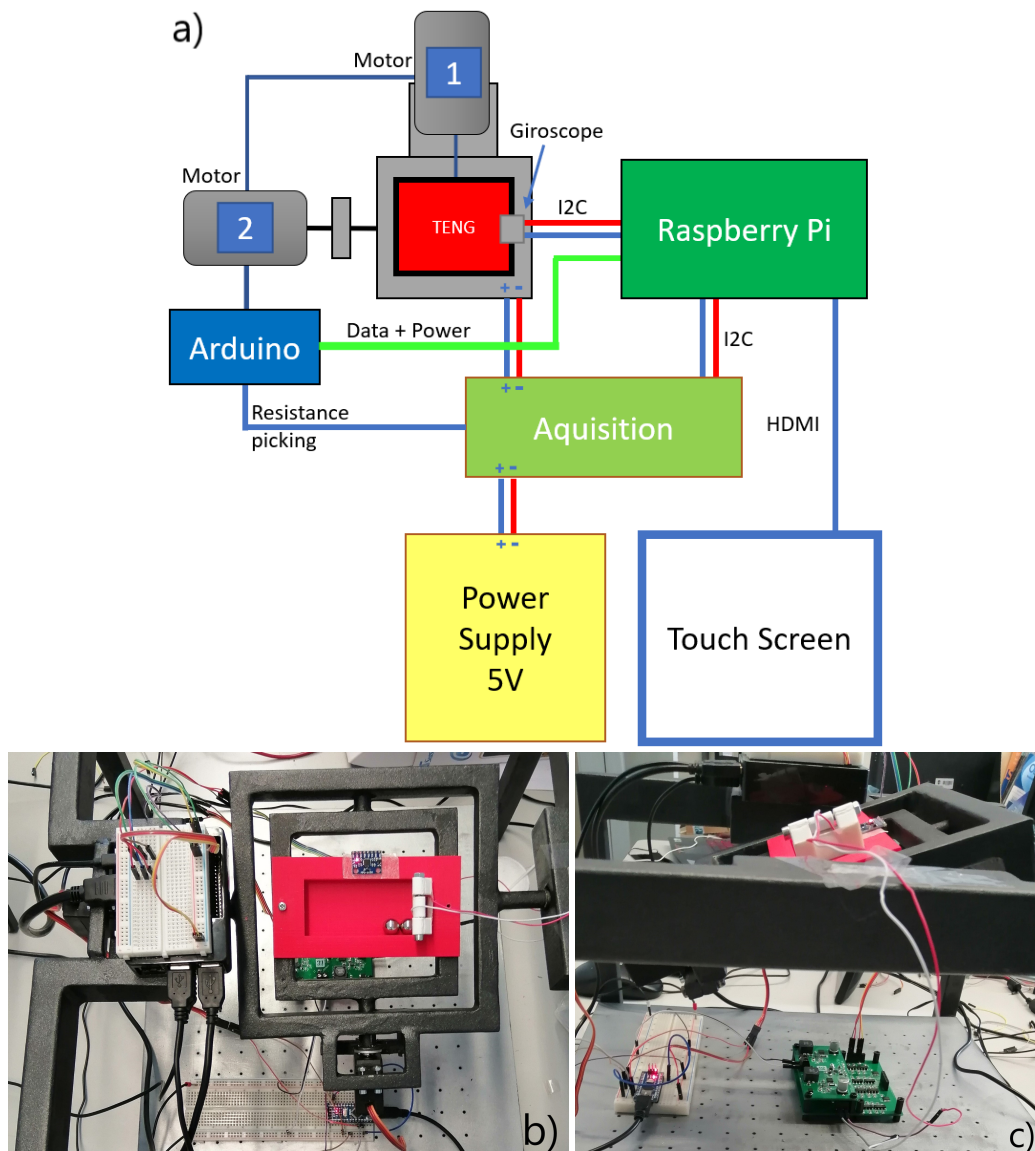 a)
Motor
1
Giroscope
Motor
2
TENG
I2C
Raspberry Pi
+ -
Data + Power
Arduino
I2C
+ -
Resistance
picking
Aquisition
HDMI
+ -
+ -
Power
Supply
5V
Touch Screen
b)
c)